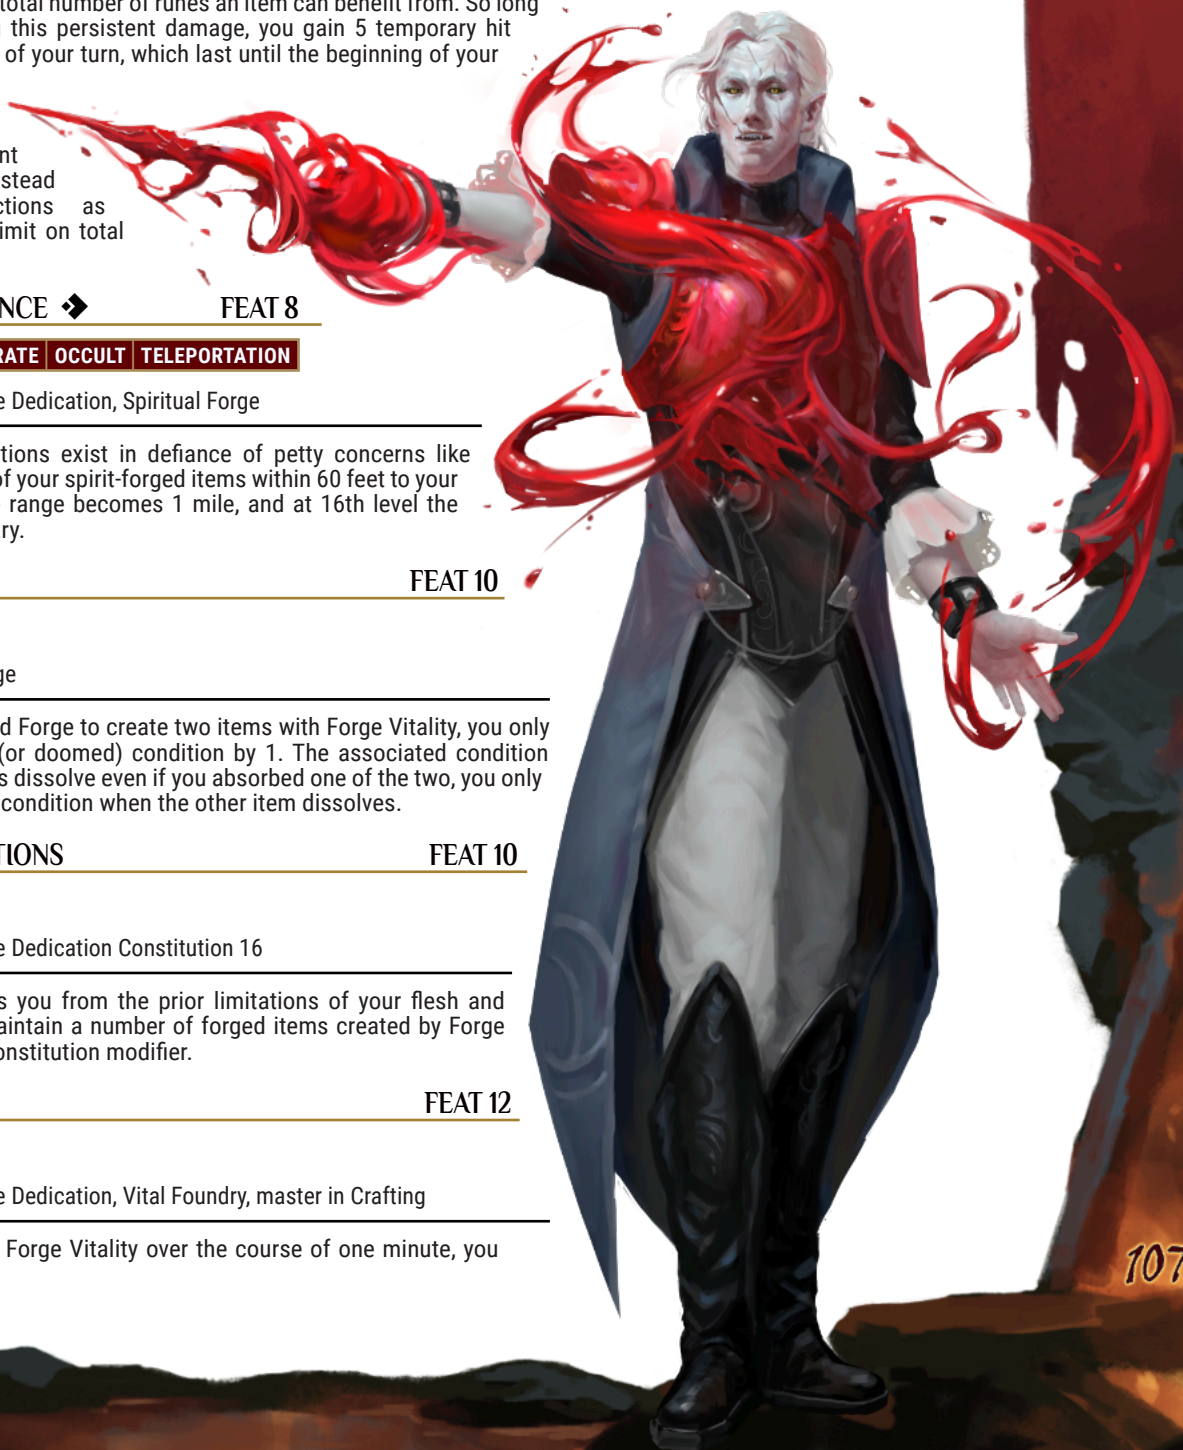 total number of runes an item can benefit from. So long
this persistent damage, you gain 5 temporary hit
of your turn, which last until the beginning of your
nt
stead
ctions as
imit on total
NCE FEAT 8
RATE OCCULT TELEPORTATION
e Dedication, Spiritual Forge
tions exist in defiance of petty concerns like
of your spirit-forged items within 60 feet to your
range becomes 1 mile, and at 16th level the
ry.
FEAT 10
ge
d Forge to create two items with Forge Vitality, you only
(or doomed) condition by 1. The associated condition
s dissolve even if you absorbed one of the two, you only
condition when the other item dissolves.
TIONS FEAT 10
e Dedication Constitution 16
s you from the prior limitations of your flesh and
aintain a number of forged items created by Forge
onstitution modifier.
FEAT 12
e Dedication, Vital Foundry, master in Crafting
Forge Vitality over the course of one minute, you
107